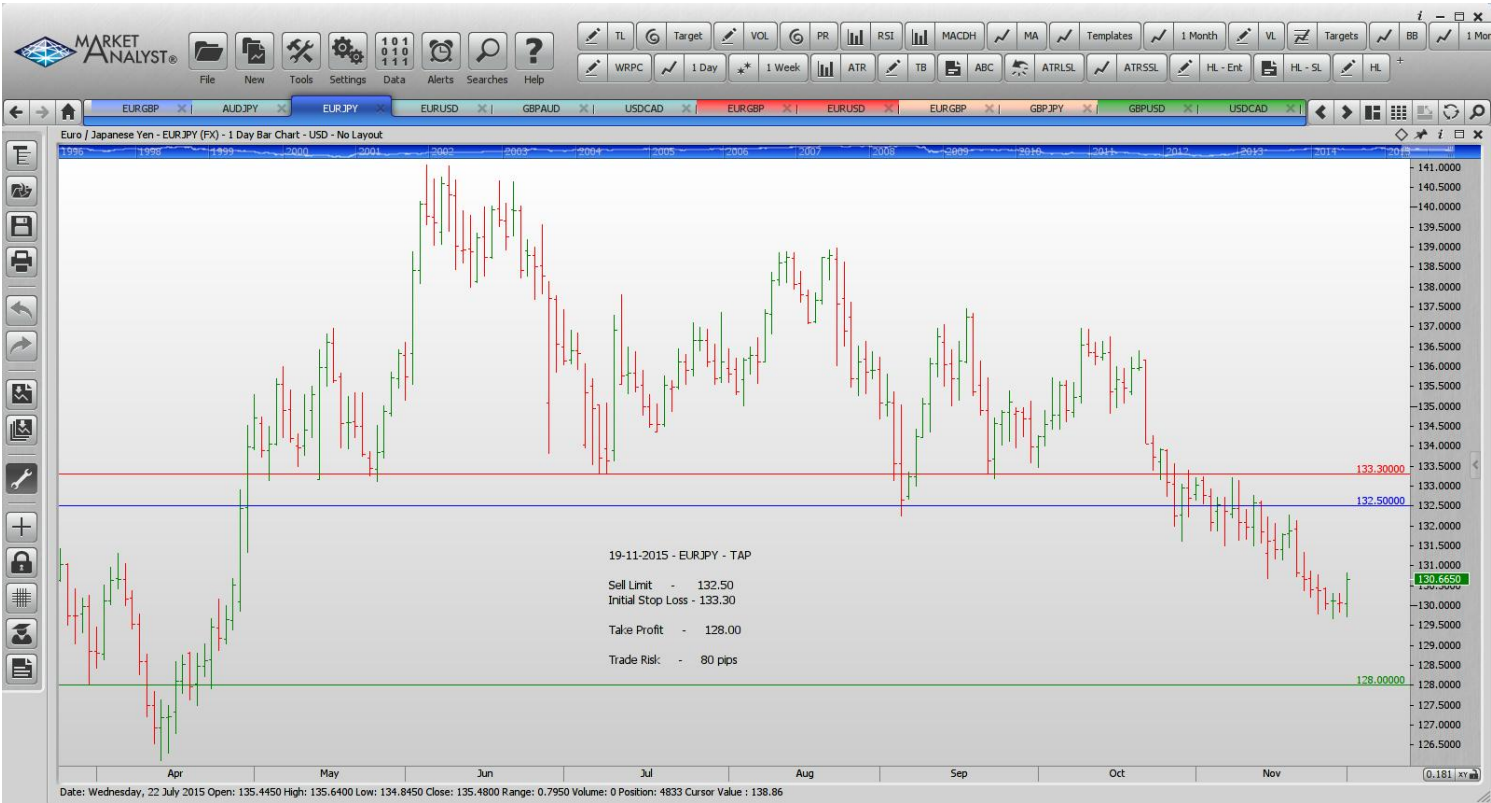 MARKET ANALYST®
File New Tools Settings Data Alerts Searches Help
TL Target VOL PR RSI MACDH MA Templates 1 Month VL Targets BB 1 Mor
WRPC 1 Day 1 Week ATR TB ABC ATRLSL ATRSSL HL - Ent HL - SL HL
EURGBP AUDJPY EURJPY EURUSD GBPAUD USDCAD EURGBP EURUSD EURGBP GBPJPY GBPUSD USDCAD
Euro / Japanese Yen - EURJPY (FX) - 1 Day Bar Chart - USD - No Layout
1996 1998 1999 2000 2001 2002 2003 2004 2005 2006 2007 2008 2009 2010 2011 2012 2013 2014 2015
141.0000
140.5000
140.0000
139.5000
139.0000
138.5000
138.0000
137.5000
137.0000
136.5000
136.0000
135.5000
135.0000
134.5000
134.0000
133.30000
133.5000
133.0000
132.50000
132.5000
132.0000
131.5000
131.0000
130.6650
130.0000
129.5000
129.0000
128.5000
128.00000
128.0000
127.5000
127.0000
126.5000
19-11-2015 - EURJPY - TAP
Sell Limit - 132.50
Initial Stop Loss - 133.30
Take Profit - 128.00
Trade Risk - 80 pips
Apr May Jun Jul Aug Sep Oct Nov
0.181 XY
Date: Wednesday, 22 July 2015 Open: 135.4450 High: 135.6400 Low: 134.8450 Close: 135.4800 Range: 0.7950 Volume: 0 Position: 4833 Cursor Value : 138.86